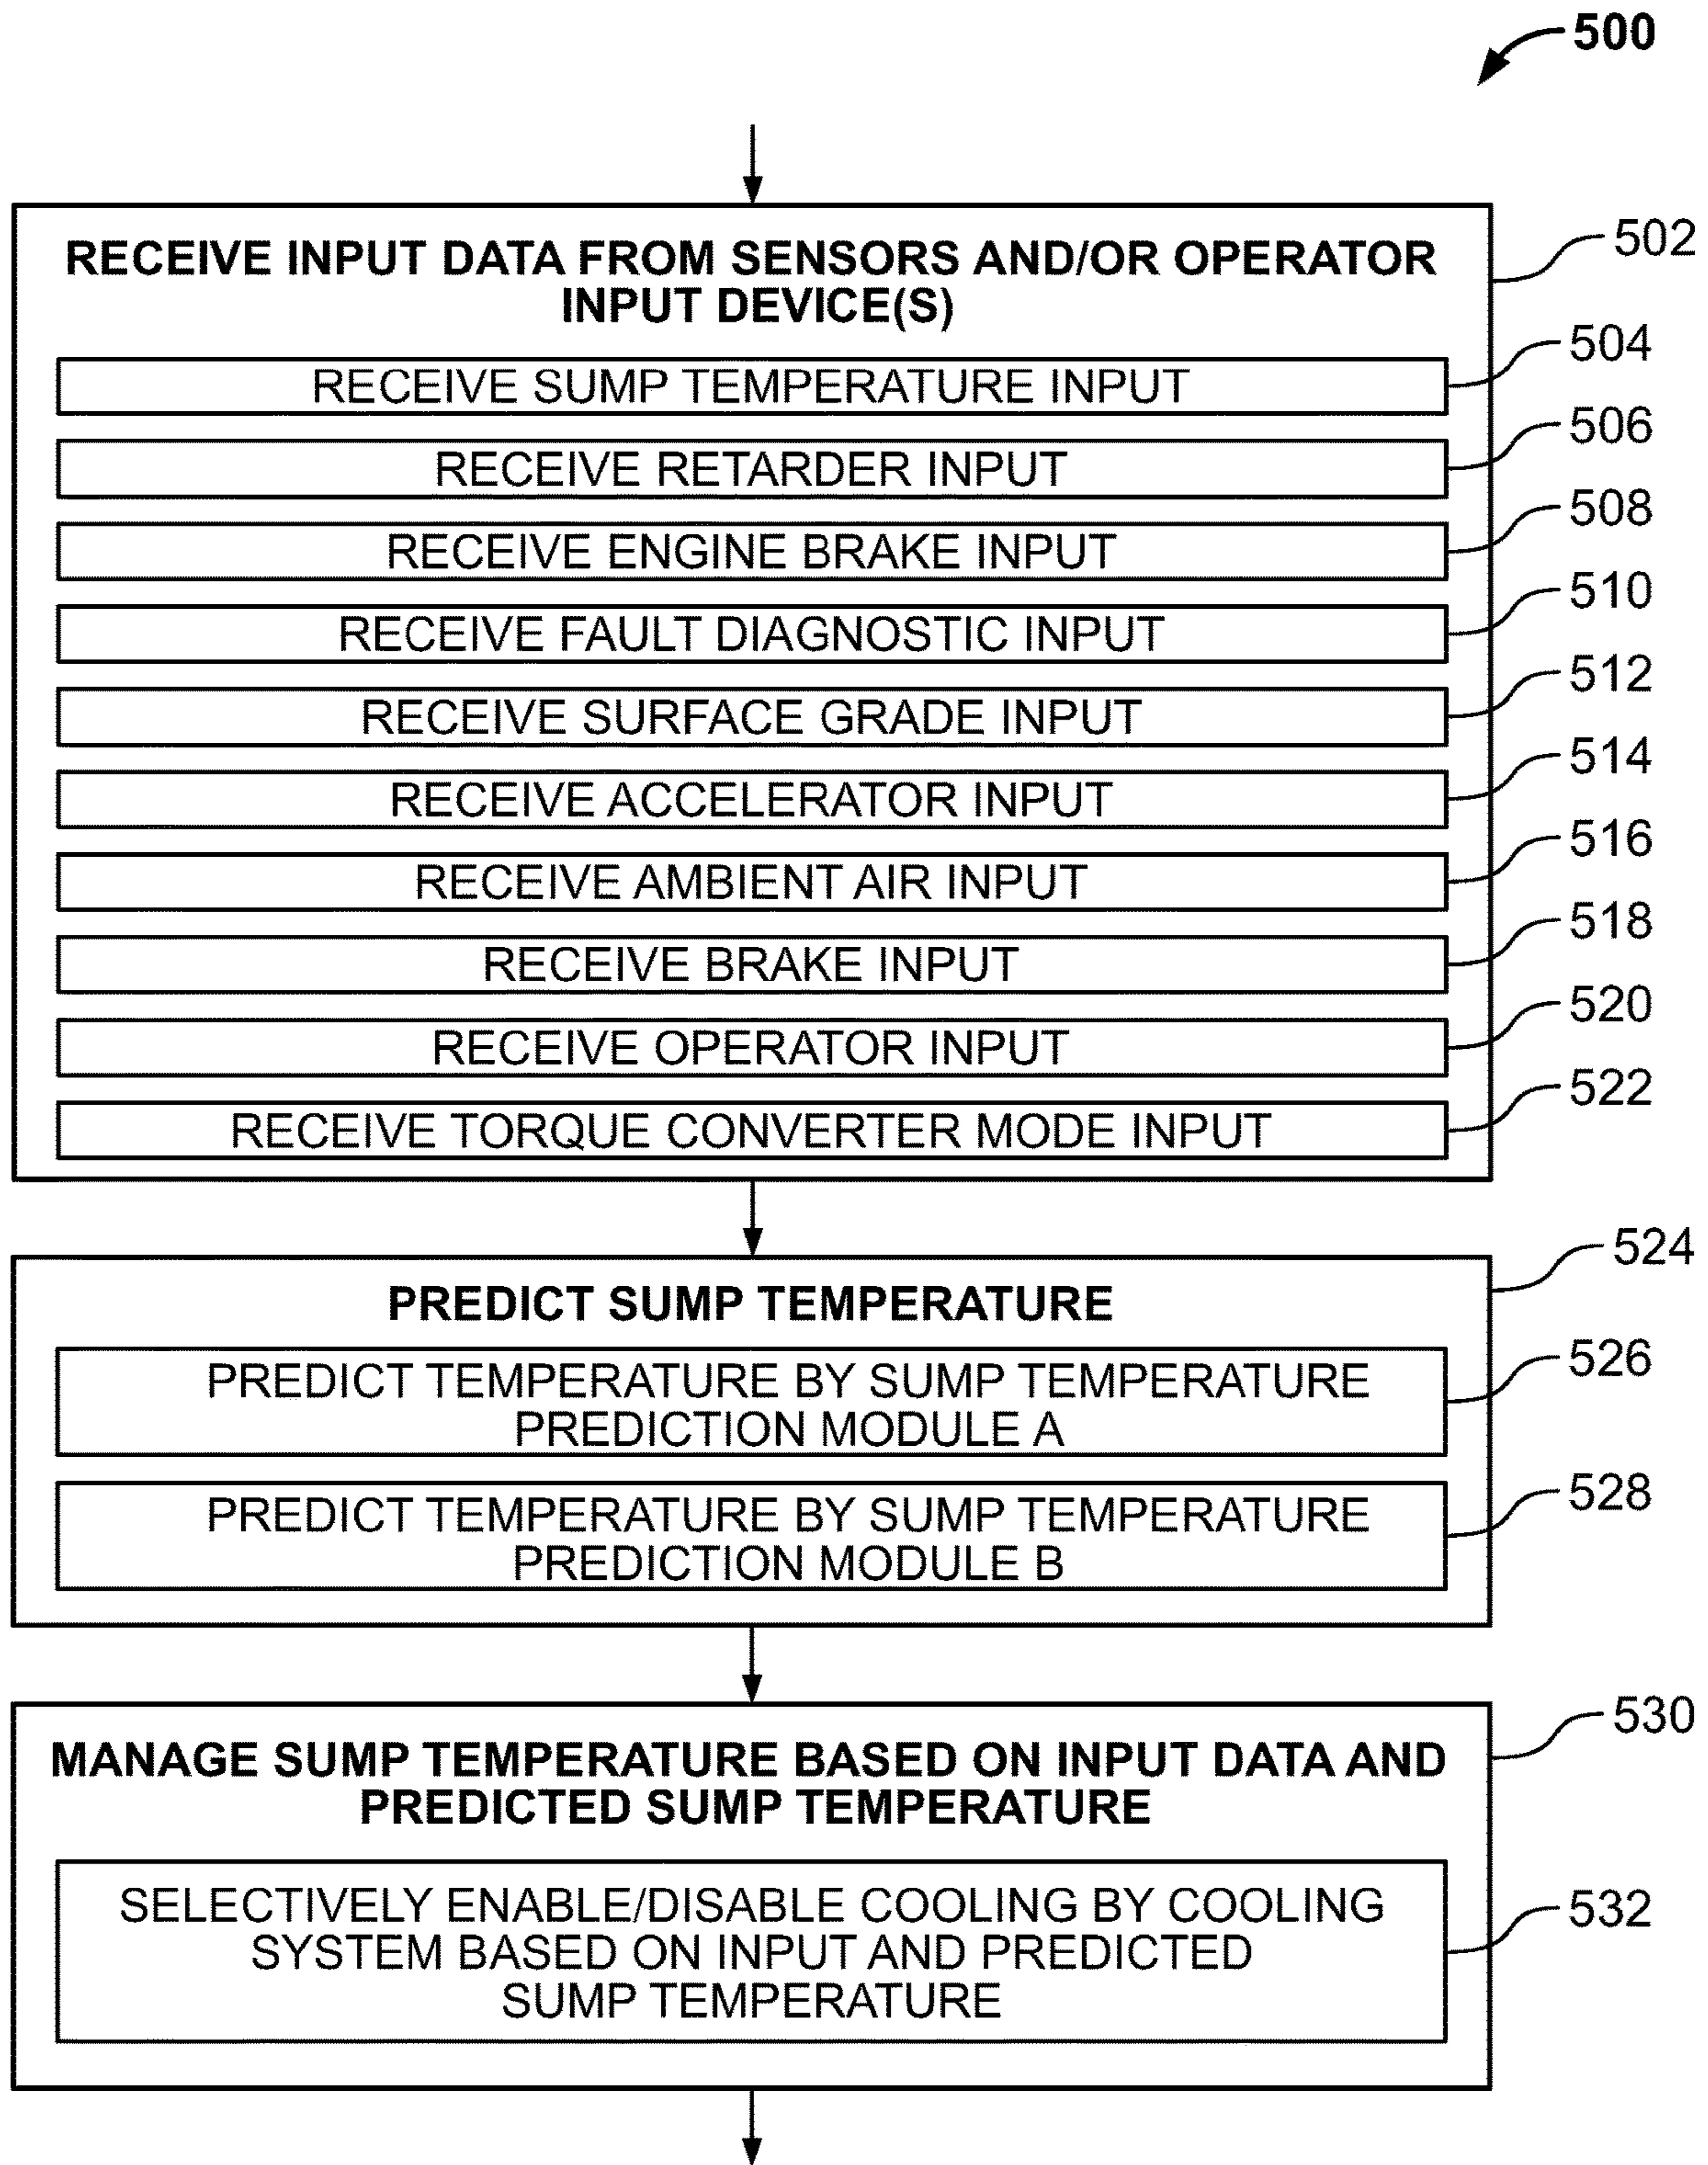 500
RECEIVE INPUT DATA FROM SENSORS AND/OR OPERATOR
INPUT DEVICE(S)
502
RECEIVE SUMP TEMPERATURE INPUT
504
RECEIVE RETARDER INPUT
506
RECEIVE ENGINE BRAKE INPUT
508
RECEIVE FAULT DIAGNOSTIC INPUT
510
RECEIVE SURFACE GRADE INPUT
512
RECEIVE ACCELERATOR INPUT
514
RECEIVE AMBIENT AIR INPUT
516
RECEIVE BRAKE INPUT
518
RECEIVE OPERATOR INPUT
520
RECEIVE TORQUE CONVERTER MODE INPUT
522
PREDICT SUMP TEMPERATURE
524
PREDICT TEMPERATURE BY SUMP TEMPERATURE
PREDICTION MODULE A
526
PREDICT TEMPERATURE BY SUMP TEMPERATURE
PREDICTION MODULE B
528
MANAGE SUMP TEMPERATURE BASED ON INPUT DATA AND
PREDICTED SUMP TEMPERATURE
530
SELECTIVELY ENABLE/DISABLE COOLING BY COOLING
SYSTEM BASED ON INPUT AND PREDICTED
SUMP TEMPERATURE
532